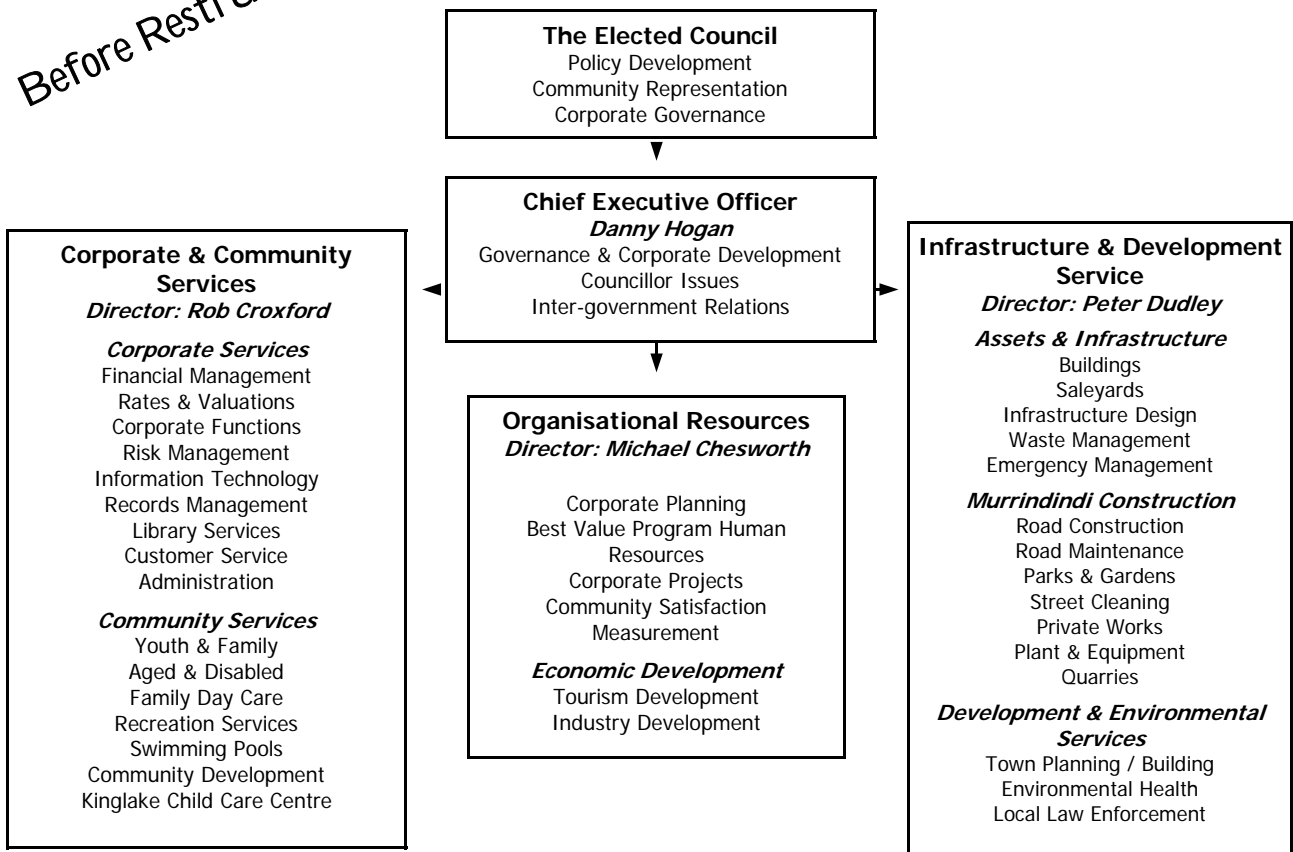 Before
The Elected Council
Policy Development
Community Representation
Corporate Governance
Chief Executive Officer
Danny Hogan
Governance & Corporate Development
Councillor Issues
Inter-government Relations
Corporate & Community
Services
Director: Rob Croxford
Corporate Services
Financial Management
Rates & Valuations
Corporate Functions
Risk Management
Information Technology
Records Management
Library Services
Customer Service
Administration
Community Services
Youth & Family
Aged & Disabled
Family Day Care
Recreation Services
Swimming Pools
Community Development
Kinglake Child Care Centre
Organisational Resources
Director: Michael Chesworth
Corporate Planning
Best Value Program Human
Resources
Corporate Projects
Community Satisfaction
Measurement
Economic Development
Tourism Development
Industry Development
Infrastructure & Development
Service
Director: Peter Dudley
Assets & Infrastructure
Buildings
Saleyards
Infrastructure Design
Waste Management
Emergency Management
Murrindindi Construction
Road Construction
Road Maintenance
Parks & Gardens
Street Cleaning
Private Works
Plant & Equipment
Quarries
Development & Environmental
Services
Town Planning / Building
Environmental Health
Local Law Enforcement